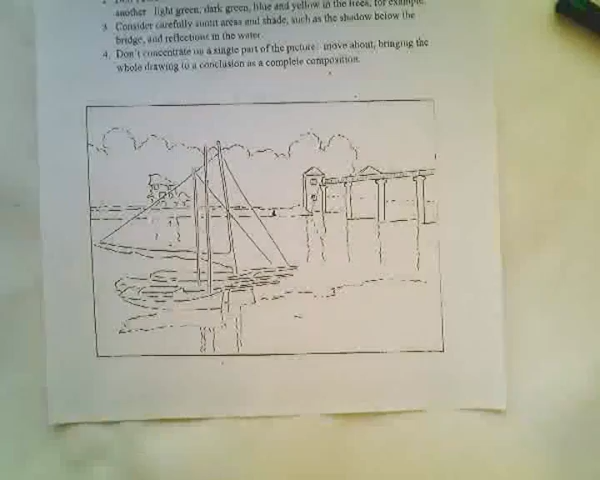 another light green, dark green, blue and yellow in the trees, for example.
3. Consider carefully sunlit areas and shade, such as the shadow below the
bridge, and reflections in the water.
4. Don't concentrate on a single part of the picture: move about, bringing the
whole drawing to a conclusion as a complete composition.